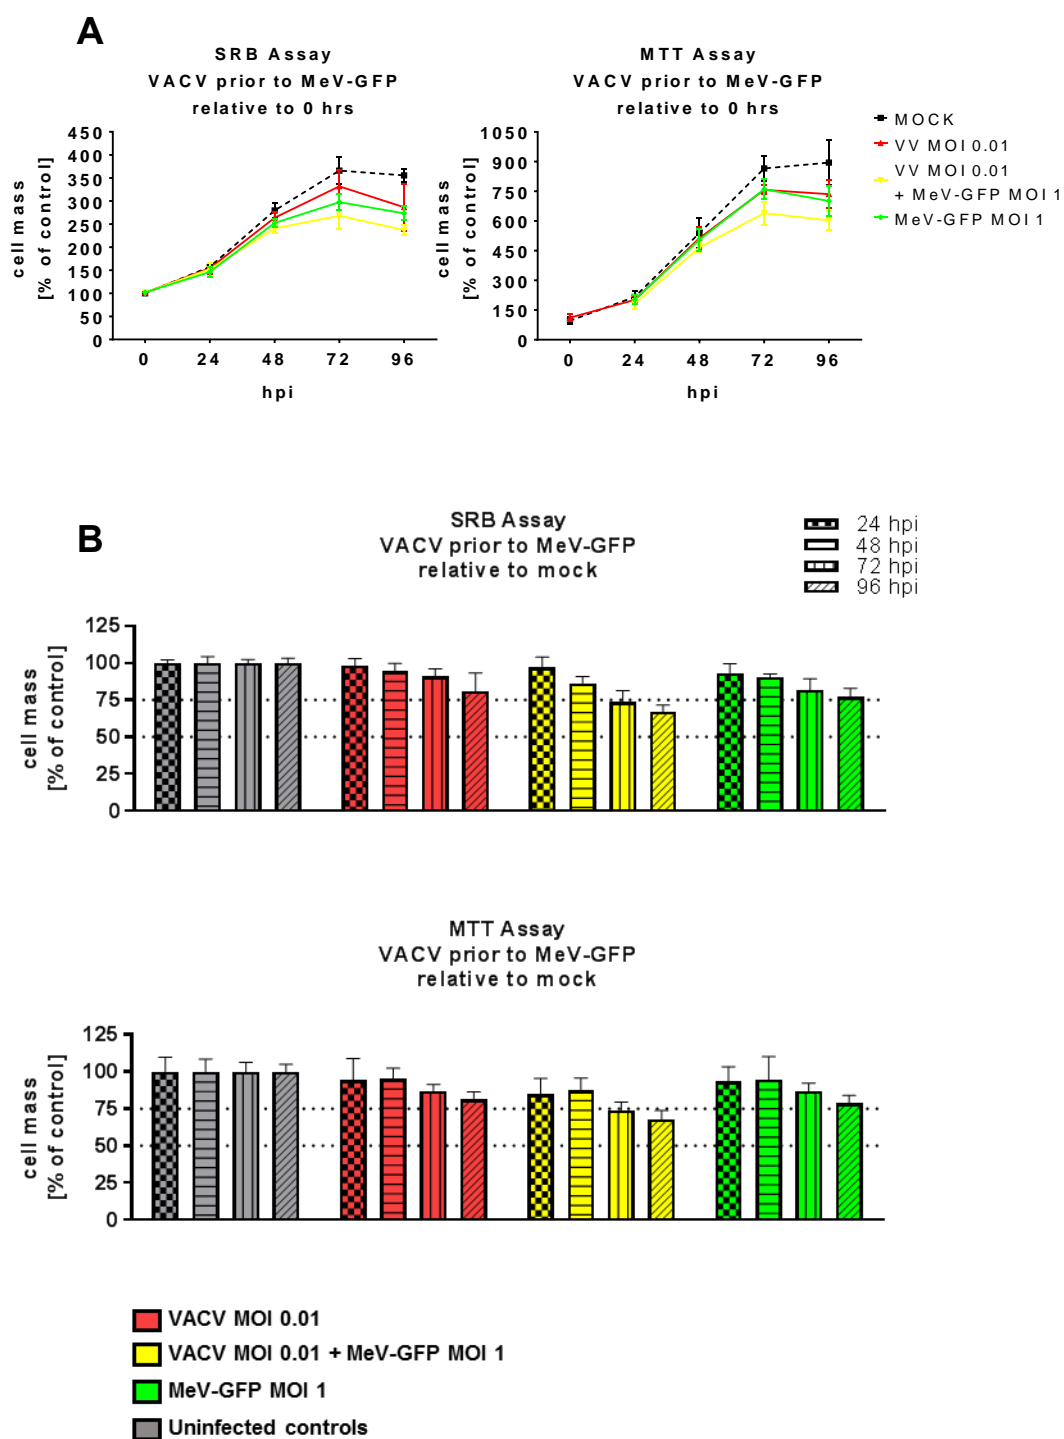 A
SRB Assay
VACV prior to MeV-GFP
relative to 0 hrs
cell mass
[% of control]
450
400
350
300
250
200
150
100
50
0
0 24 48 72 96
hpi
MTT Assay
VACV prior to MeV-GFP
relative to 0 hrs
cell mass
[% of control]
1050
900
750
600
450
300
150
0
0 24 48 72 96
hpi
MOCK
VV MOI 0.01
VV MOI 0.01
+ MeV-GFP MOI 1
MeV-GFP MOI 1
B
SRB Assay
VACV prior to MeV-GFP
relative to mock
24 hpi
48 hpi
72 hpi
96 hpi
cell mass
[% of control]
125
100
75
50
25
0
MTT Assay
VACV prior to MeV-GFP
relative to mock
cell mass
[% of control]
125
100
75
50
25
0
VACV MOI 0.01
VACV MOI 0.01 + MeV-GFP MOI 1
MeV-GFP MOI 1
Uninfected controls